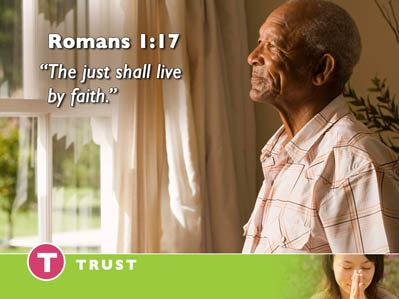 Romans 1:17
“The just shall live
by faith.”
T TRUST